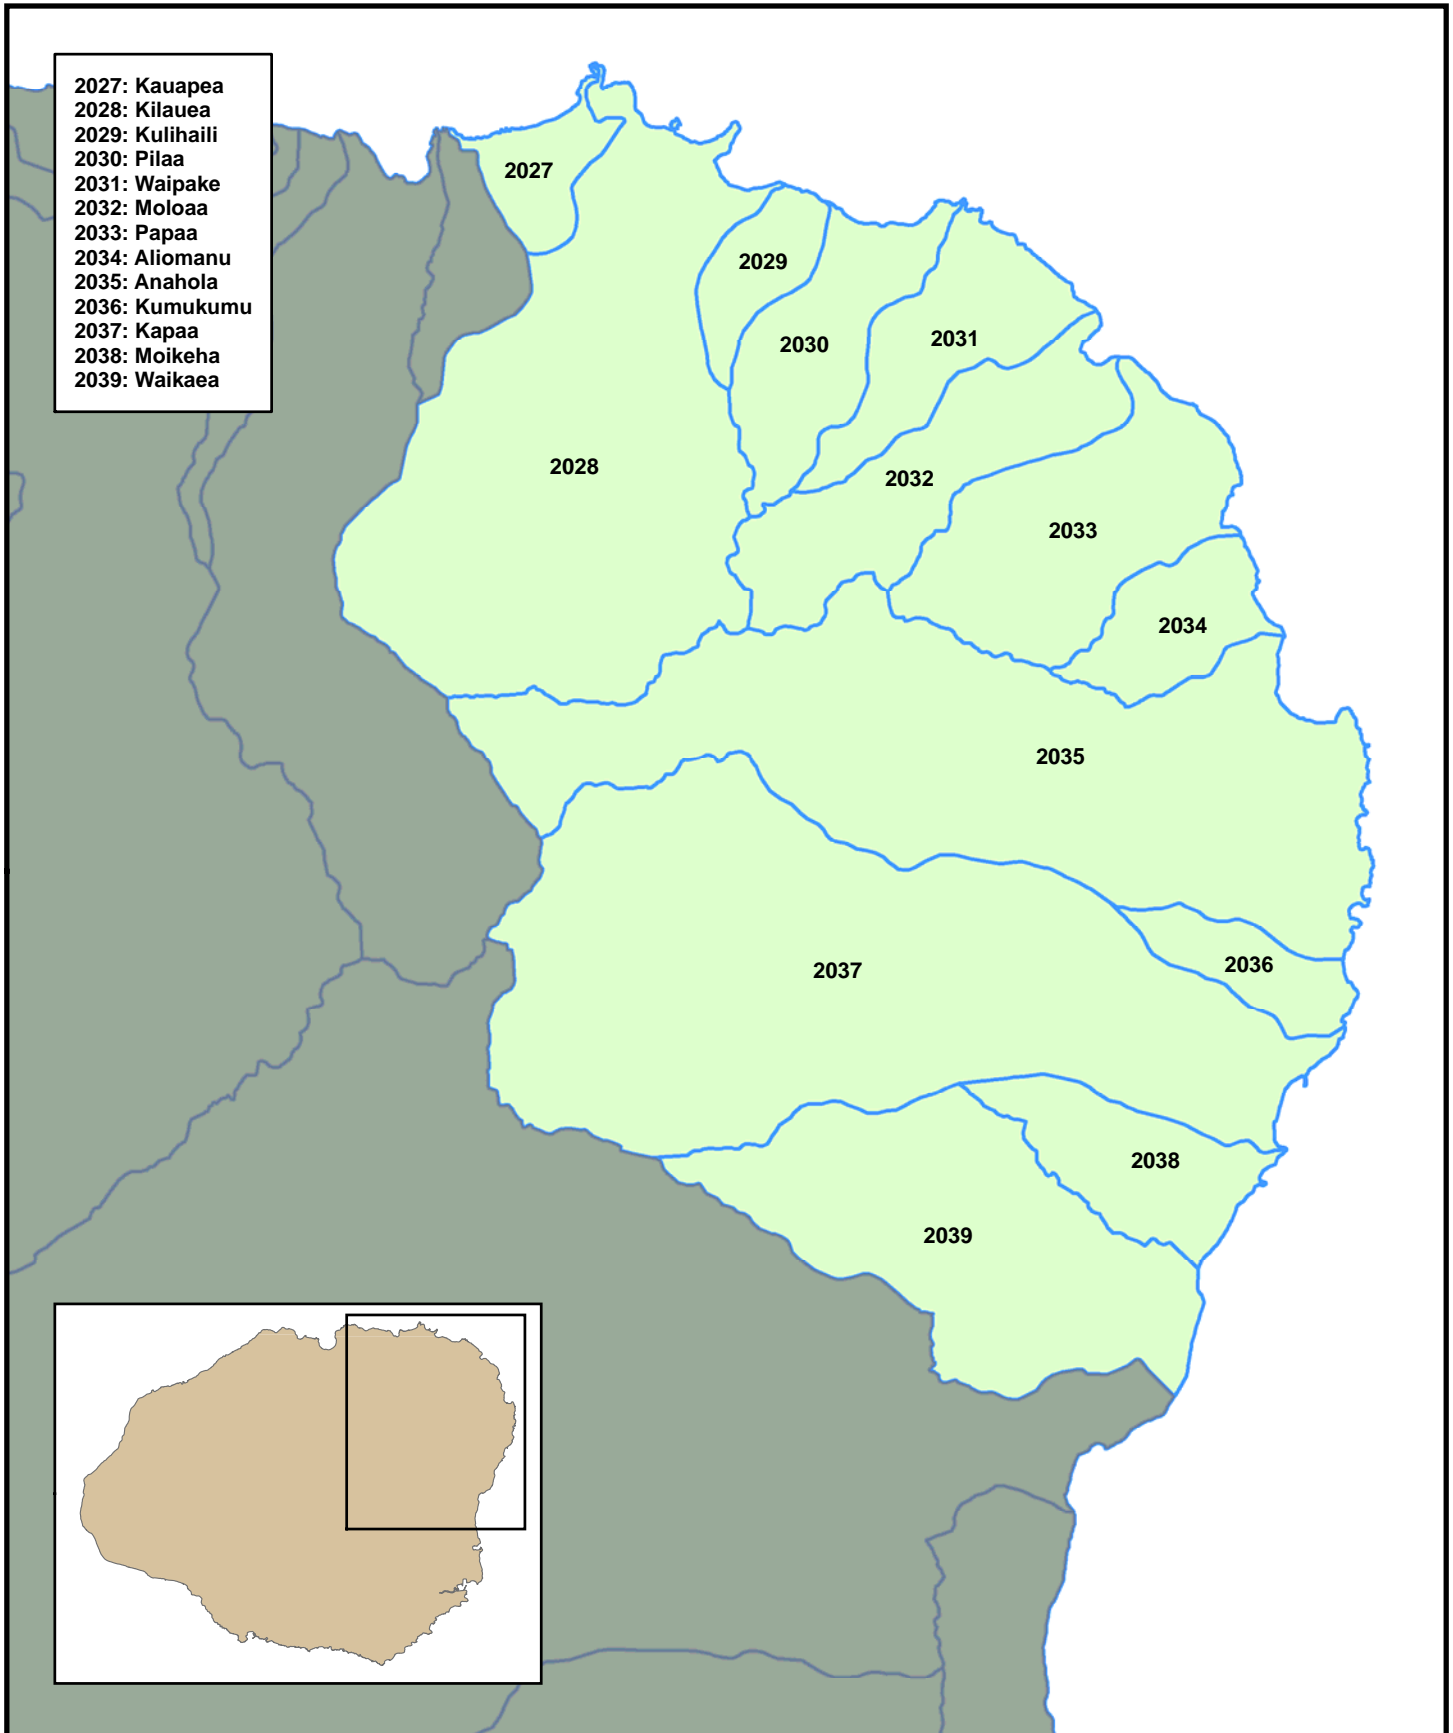 2027: Kauapea
2028: Kilauea
2029: Kulihaili
2030: Pilaa
2031: Waipake
2032: Moloaa
2033: Papaa
2034: Aliomanu
2035: Anahola
2036: Kumukumu
2037: Kapaa
2038: Moikeha
2039: Waikaea
2027
2029
2030
2031
2028
2032
2033
2034
2035
2036
2037
2038
2039